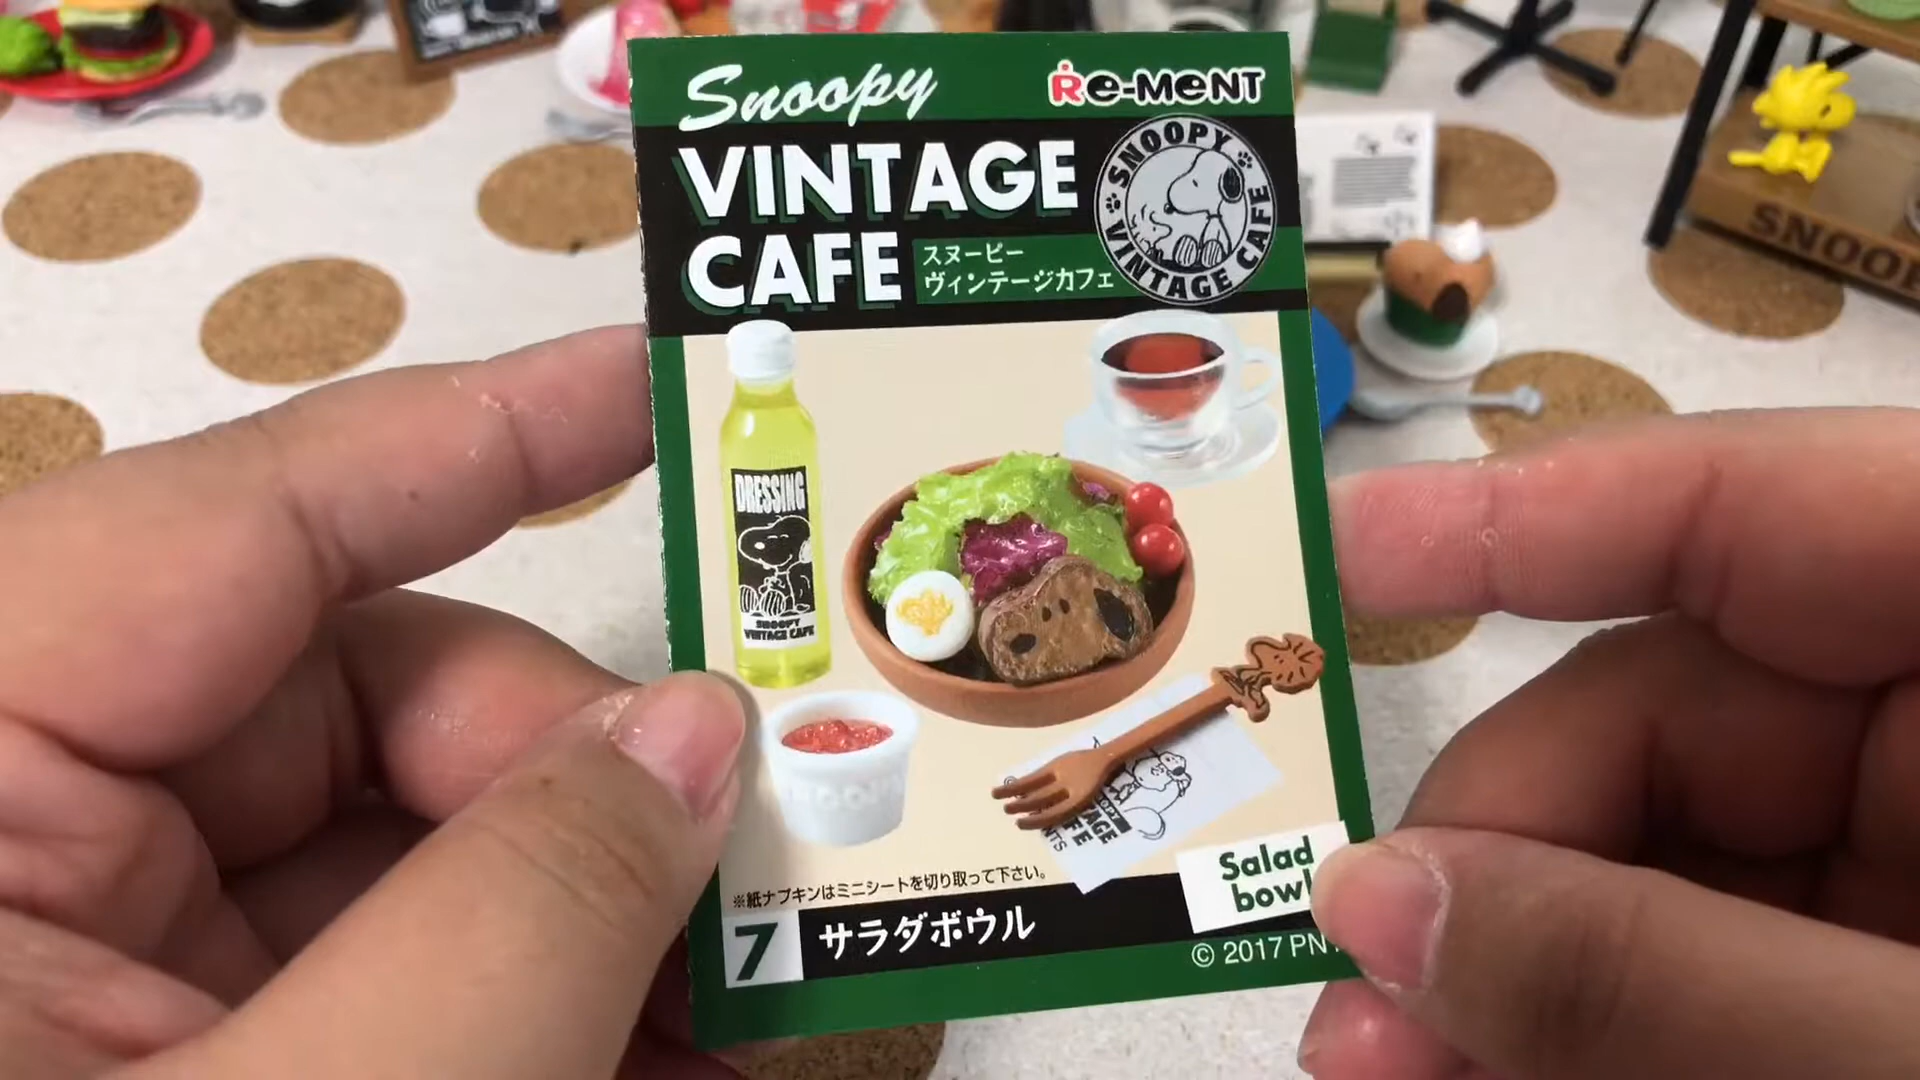 Snoopy
Re-MeNT
VINTAGE
CAFE
スヌーピー
ヴィンテージカフェ
SNOOPY
VINTAGE CAFE
DRESSING
SNOOPY
VINTAGE CAFE
※紙ナプキンはミニシートを切り取って下さい。
Salad
bowl
7
サラダボウル
© 2017 PN
SNOOP